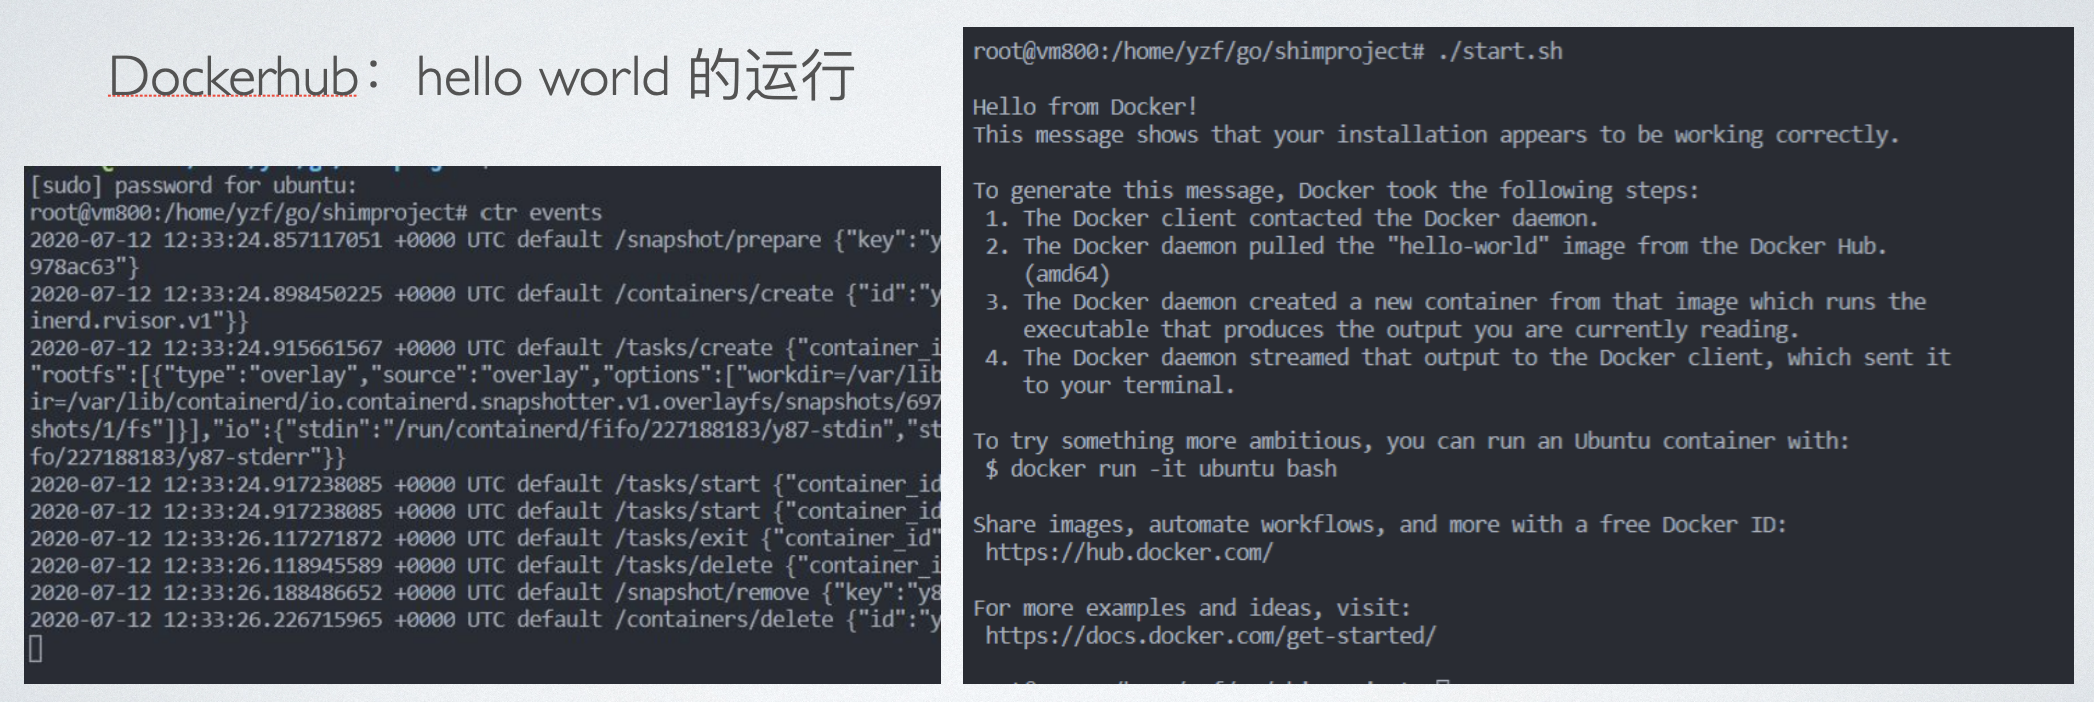 Dockerhub：hello world 的运行
[sudo] password for ubuntu:
root@vm800:/home/yzf/go/shimproject# ctr events
2020-07-12 12:33:24.857117051 +0000 UTC default /snapshot/prepare {"key":"y
978ac63"}
2020-07-12 12:33:24.898450225 +0000 UTC default /containers/create {"id":"y
inerd.rvisor.v1"}}
2020-07-12 12:33:24.915661567 +0000 UTC default /tasks/create {"container_i
"rootfs":[{"type":"overlay","source":"overlay","options":["workdir=/var/lib
ir=/var/lib/containerd/io.containerd.snapshotter.v1.overlayfs/snapshots/697
shots/1/fs"]}],"io":{"stdin":"/run/containerd/fifo/227188183/y87-stdin","st
fo/227188183/y87-stderr"}}
2020-07-12 12:33:24.917238085 +0000 UTC default /tasks/start {"container_id
2020-07-12 12:33:24.917238085 +0000 UTC default /tasks/start {"container_id
2020-07-12 12:33:26.117271872 +0000 UTC default /tasks/exit {"container_id"
2020-07-12 12:33:26.118945589 +0000 UTC default /tasks/delete {"container_i
2020-07-12 12:33:26.188486652 +0000 UTC default /snapshot/remove {"key":"y8
2020-07-12 12:33:26.226715965 +0000 UTC default /containers/delete {"id":"y
root@vm800:/home/yzf/go/shimproject# ./start.sh
Hello from Docker!
This message shows that your installation appears to be working correctly.
To generate this message, Docker took the following steps:
1. The Docker client contacted the Docker daemon.
2. The Docker daemon pulled the "hello-world" image from the Docker Hub.
(amd64)
3. The Docker daemon created a new container from that image which runs the
executable that produces the output you are currently reading.
4. The Docker daemon streamed that output to the Docker client, which sent it
to your terminal.
To try something more ambitious, you can run an Ubuntu container with:
$ docker run -it ubuntu bash
Share images, automate workflows, and more with a free Docker ID:
https://hub.docker.com/
For more examples and ideas, visit:
https://docs.docker.com/get-started/